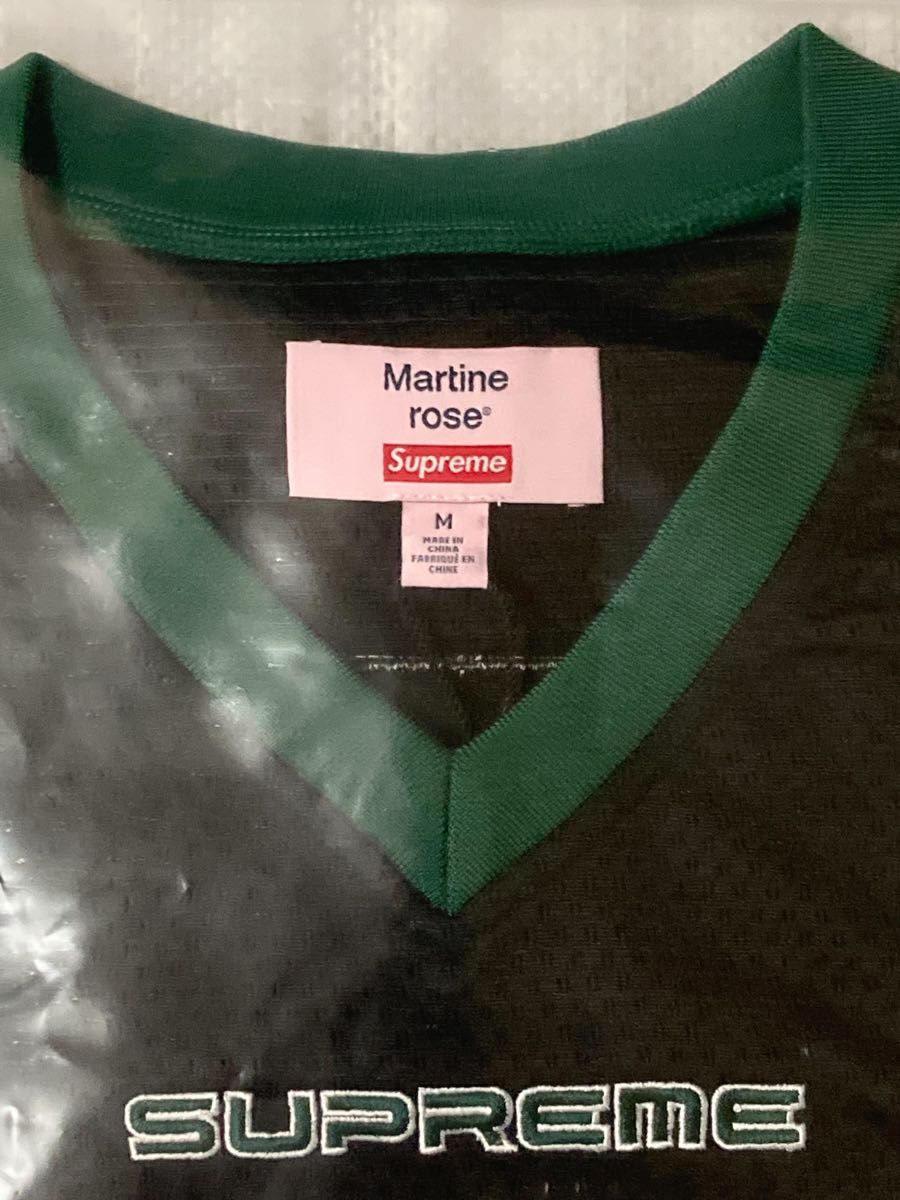 Martine
rose®
Supreme
M
MADE IN
CHINA
FABRIQUÉ EN
CHINE
SUPREME